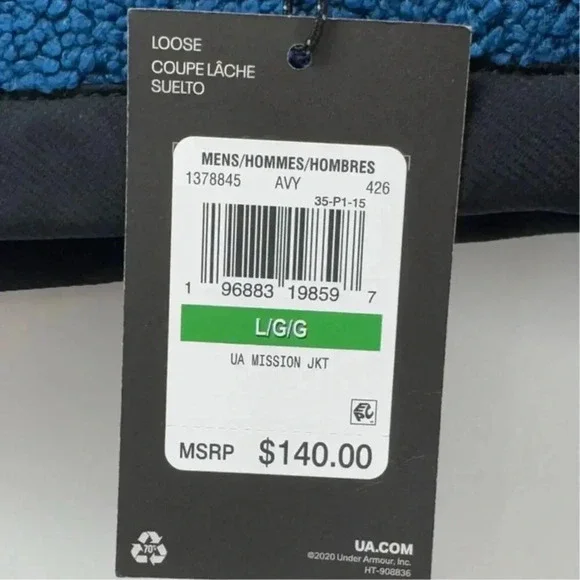 LOOSE
COUPE LÂCHE
SUELTO
MENS/HOMMES/HOMBRES
1378845 AVY 426
35-P1-15
1 96883 19859 7
L/G/G
UA MISSION JKT
MSRP $140.00
70%
UA.COM
©2020 Under Armour, Inc.
HT-908836